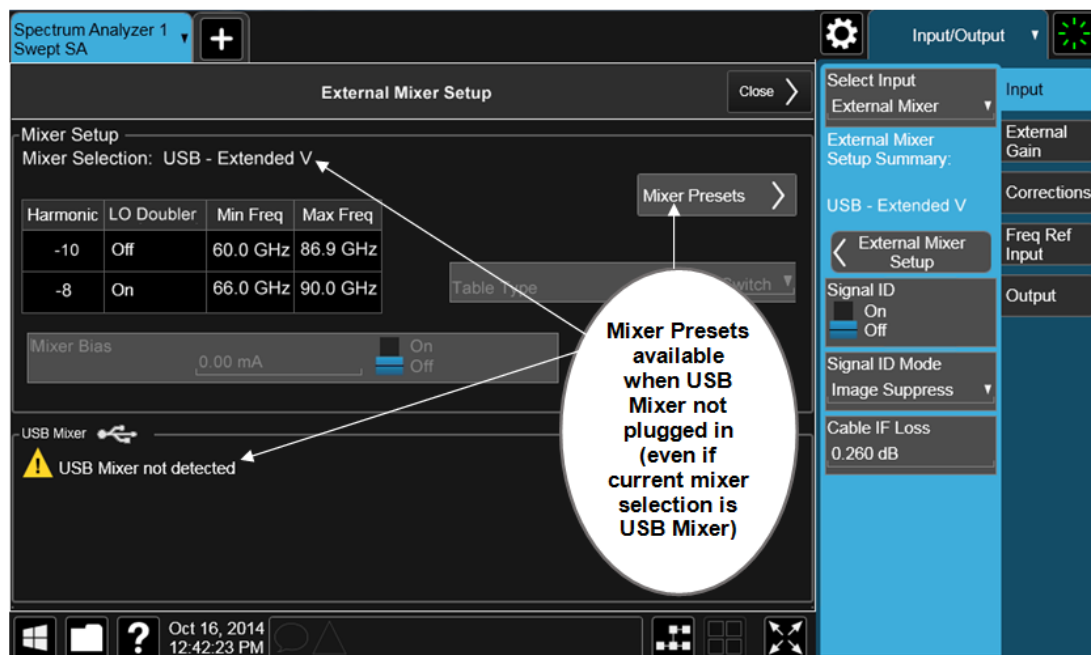 Spectrum Analyzer 1
Swept SA
Input/Output
External Mixer Setup
Close
Mixer Setup
Mixer Selection: USB - Extended V
Mixer Presets
Harmonic LO Doubler Min Freq Max Freq
-10 Off 60.0 GHz 86.9 GHz
-8 On 66.0 GHz 90.0 GHz
Table Type
Switch
Mixer Bias
0.00 mA
On
Off
Mixer Presets
available
when USB
Mixer not
plugged in
(even if
current mixer
selection is
USB Mixer)
USB Mixer
USB Mixer not detected
Select Input
External Mixer
External Mixer
Setup Summary:
USB - Extended V
External Mixer
Setup
Signal ID
On
Off
Signal ID Mode
Image Suppress
Cable IF Loss
0.260 dB
Input
External
Gain
Corrections
Freq Ref
Input
Output
?
Oct 16, 2014
12:42:23 PM